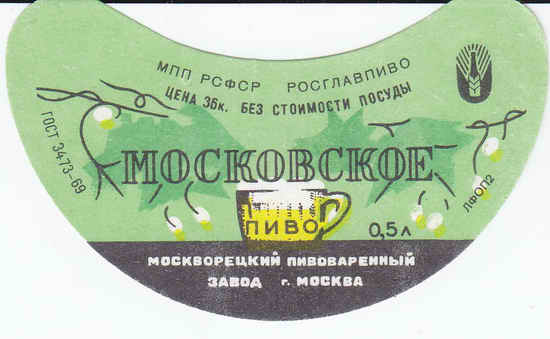 МПП РСФСР РОСГЛАВПИВО
ЦЕНА 36к. БЕЗ СТОИМОСТИ ПОСУДЫ
ГОСТ 3473-69
МОСКОВСКОЕ
ЛФОП2
ПИВО
0,5 л
МОСКВОРЕЦКИЙ ПИВОВАРЕННЫЙ
ЗАВОД г. МОСКВА